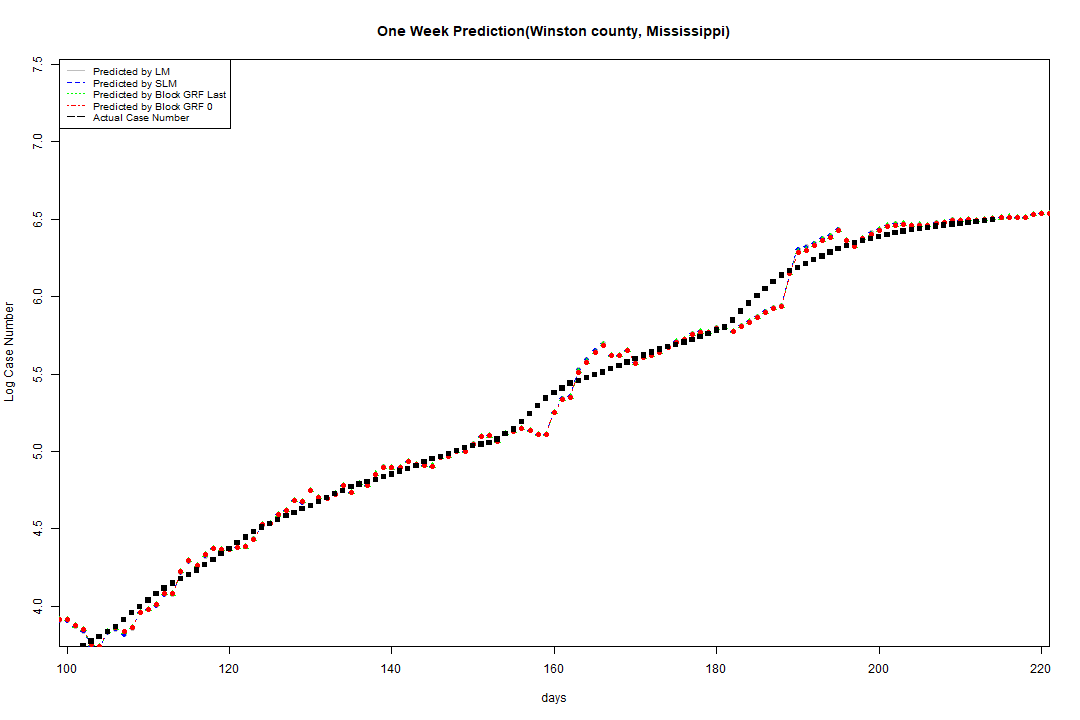 One Week Prediction(Winston county, Mississippi)
Predicted by LM
Predicted by SLM
Predicted by Block GRF Last
Predicted by Block GRF 0
Actual Case Number
7.5
7.0
6.5
6.0
5.5
5.0
4.5
4.0
Log Case Number
100 120 140 160 180 200 220
days